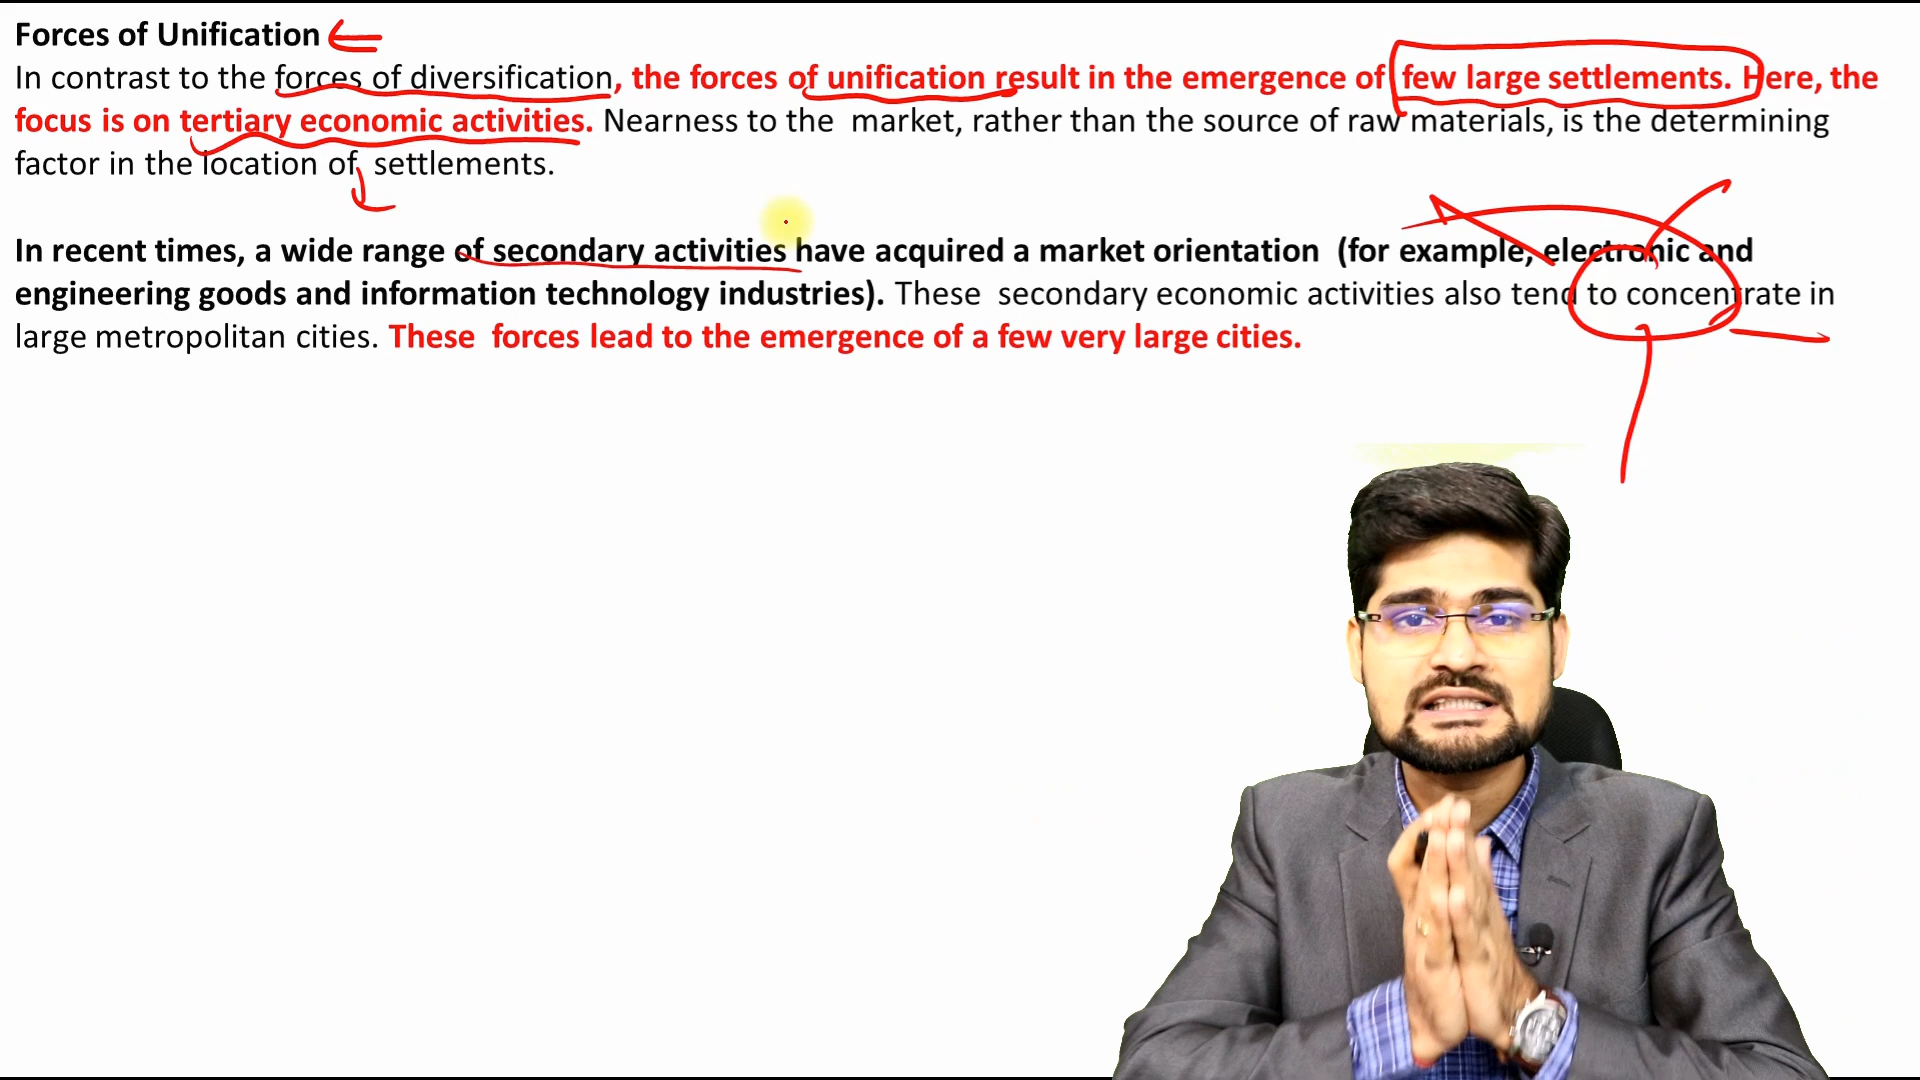 Forces of Unification
In contrast to the forces of diversification, the forces of unification result in the emergence of few large settlements. Here, the
focus is on tertiary economic activities. Nearness to the market, rather than the source of raw materials, is the determining
factor in the location of settlements.
In recent times, a wide range of secondary activities have acquired a market orientation (for example, electronic and
engineering goods and information technology industries). These secondary economic activities also tend to concentrate in
large metropolitan cities. These forces lead to the emergence of a few very large cities.